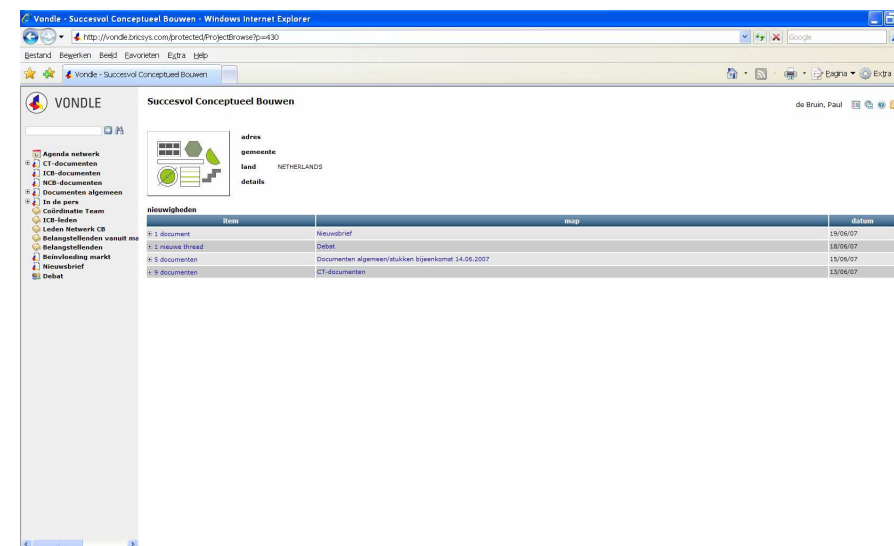 Vondle - Succesvol Conceptueel Bouwen - Windows Internet Explorer
http://vondle.bricsys.com/protected/ProjectBrowse?p=430
Google
Bestand Bewerken Beeld Favorieten Extra Help
Vondle - Succesvol Conceptueel Bouwen
Pagina Extra
VONDLE
Succesvol Conceptueel Bouwen
de Bruin, Paul
adres
gemeente
land NETHERLANDS
details
Agenda netwerk
CT-documenten
ICB-documenten
NCB-documenten
Documenten algemeen
In de pers
Coördinatie Team
ICB-leden
Leden Netwerk CB
Belangstellenden vanuit ma
Belangstellenden
Beinvloeding markt
Nieuwsbrief
Debat
nieuwigheden
item map datum
1 document Nieuwsbrief 19/06/07
1 nieuwe thread Debat 18/06/07
5 documenten Documenten algemeen/stukken bijeenkomst 14.06.2007 15/06/07
9 documenten CT-documenten 13/06/07